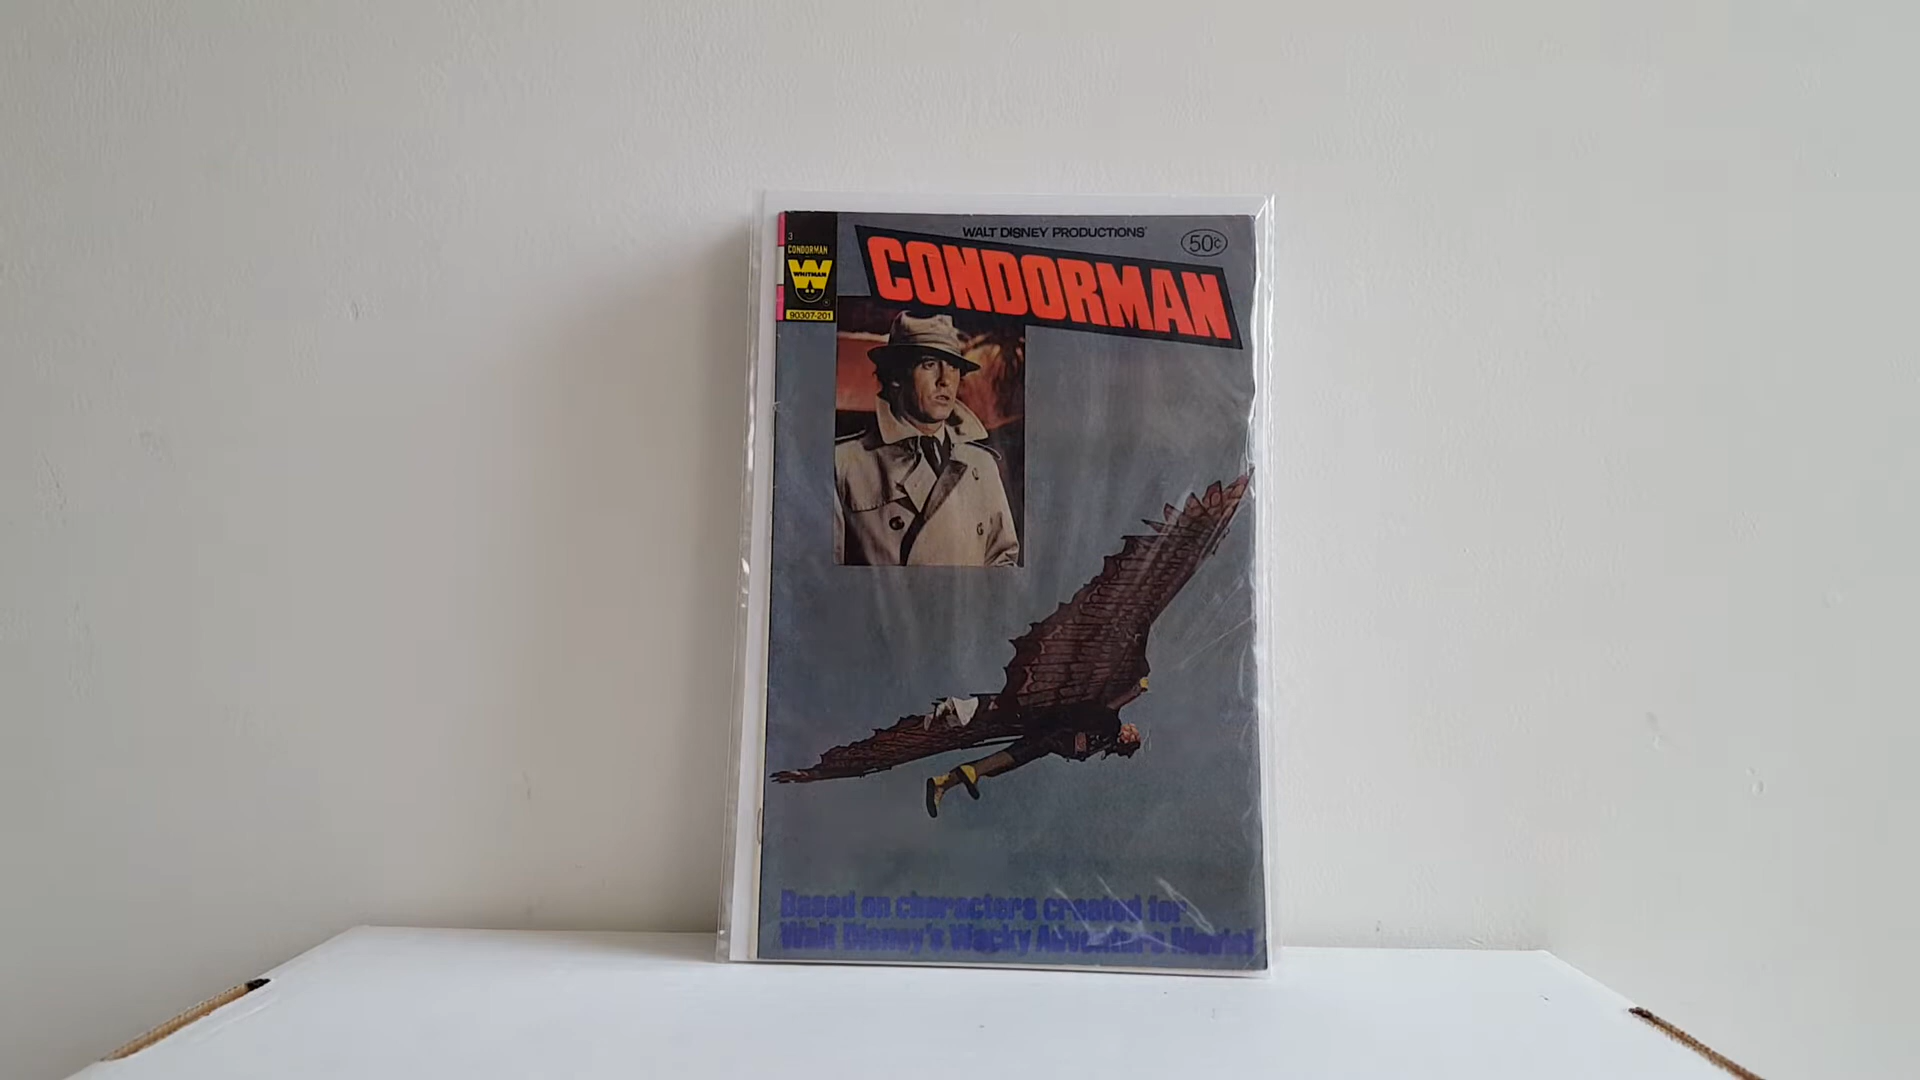 WALT DISNEY PRODUCTIONS'
50¢
3
CONDORMAN
WHITMAN
90307-201
CONDORMAN
Based on characters created for
Walt Disney's Wacky Adventure Movie!